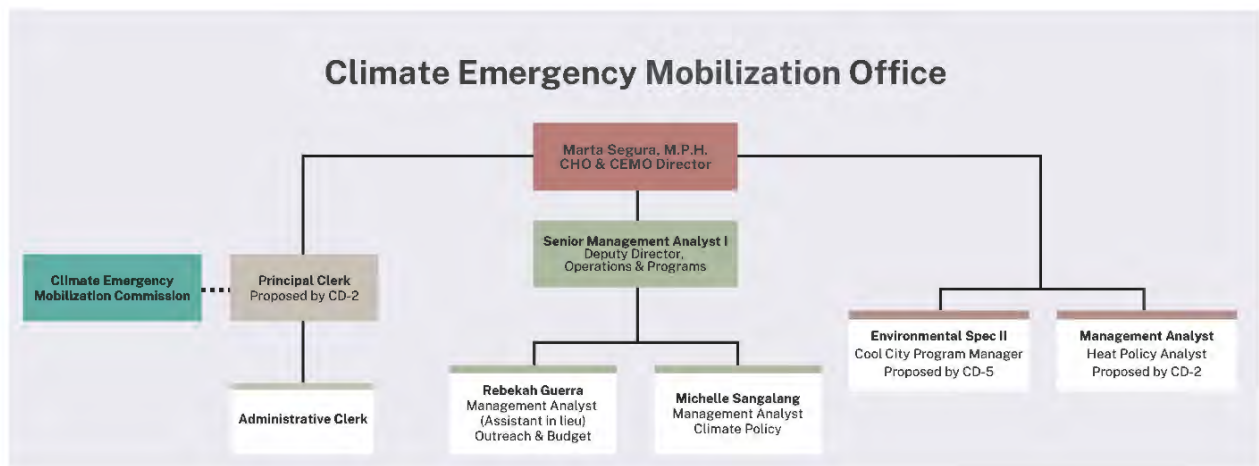 Climate Emergency Mobilization Office
Marta Segura, M.P.H.
CHO & CEMO Director
Senior Management Analyst I
Deputy Director,
Operations & Programs
Climate Emergency
Mobilization Commission
Principal Clerk
Proposed by CD-2
Environmental Spec II
Cool City Program Manager
Proposed by CD-5
Management Analyst
Heat Policy Analyst
Proposed by CD-2
Administrative Clerk
Rebekah Guerra
Management Analyst
(Assistant in lieu)
Outreach & Budget
Michelle Sangalang
Management Analyst
Climate Policy